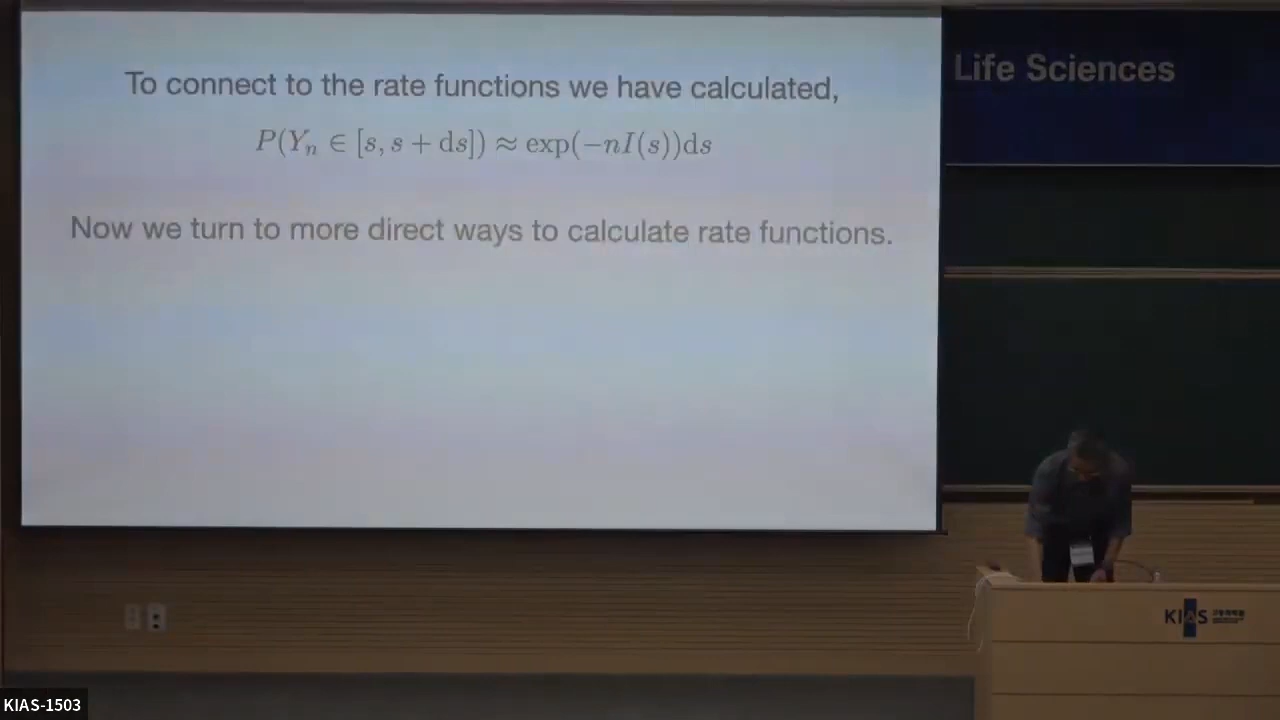 To connect to the rate functions we have calculated,
P(Y_n ∈ [s, s + ds]) ≈ exp(−nI(s))ds
Now we turn to more direct ways to calculate rate functions.
Life Sciences
KIAS
KIAS-1503